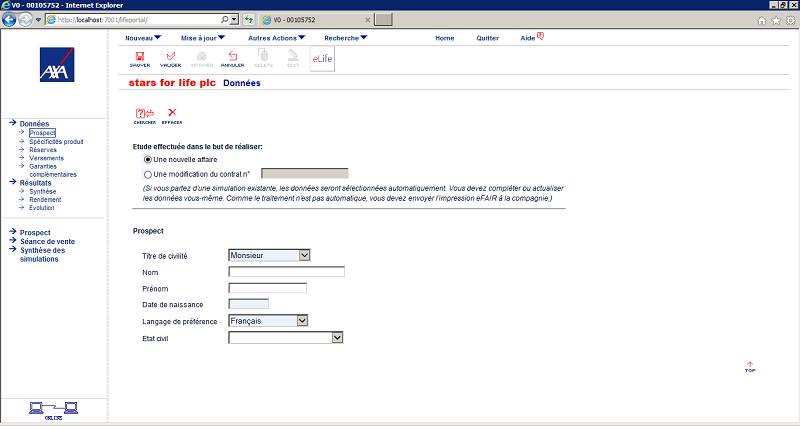 V0 - 00105752 - Internet Explorer
http://localhost:7001/lifeportal/
V0 - 00105752
Nouveau Mise à jour Autres Actions Recherche Home Quitter Aide
SAUVER VALIDER IMPRIMER ANNULER DELETE EDIT eLife
AXA
stars for life plc Données
CHERCHER EFFACER
Données
Prospect
Spécificités produit
Réserves
Versements
Garanties
complémentaires
Résultats
Synthèse
Rendement
Evolution
Prospect
Séance de vente
Synthèse des
simulations
ONLINE
Etude effectuée dans le but de réaliser:
Une nouvelle affaire
Une modification du contrat n°
(Si vous partez d'une simulation existante, les données seront sélectionnées automatiquement. Vous devez compléter ou actualiser
les données vous-même. Comme le traitement n'est pas automatique, vous devez envoyer l'impression eFA!R à la compagnie.)
Prospect
Titre de civilité Monsieur
Nom
Prénom
Date de naissance
Langage de préférence Français
Etat civil
TOP